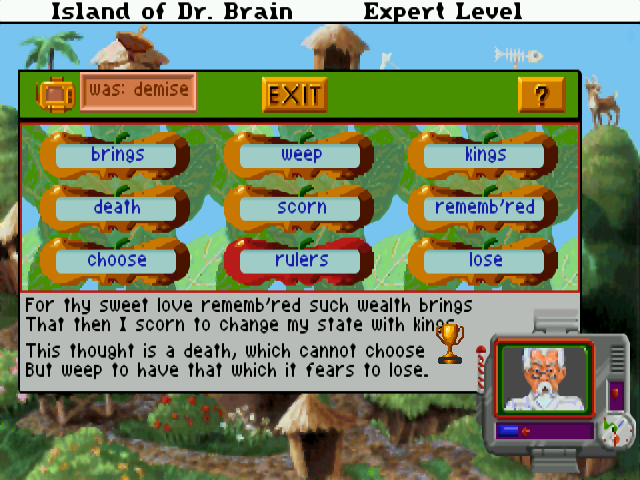 Island of Dr. Brain Expert Level
was: demise EXIT ?
brings weep kings
death scorn rememb'red
choose rulers lose
For thy sweet love rememb'red such wealth brings
That then I scorn to change my state with kings
This thought is a death, which cannot choose
But weep to have that which it fears to lose.